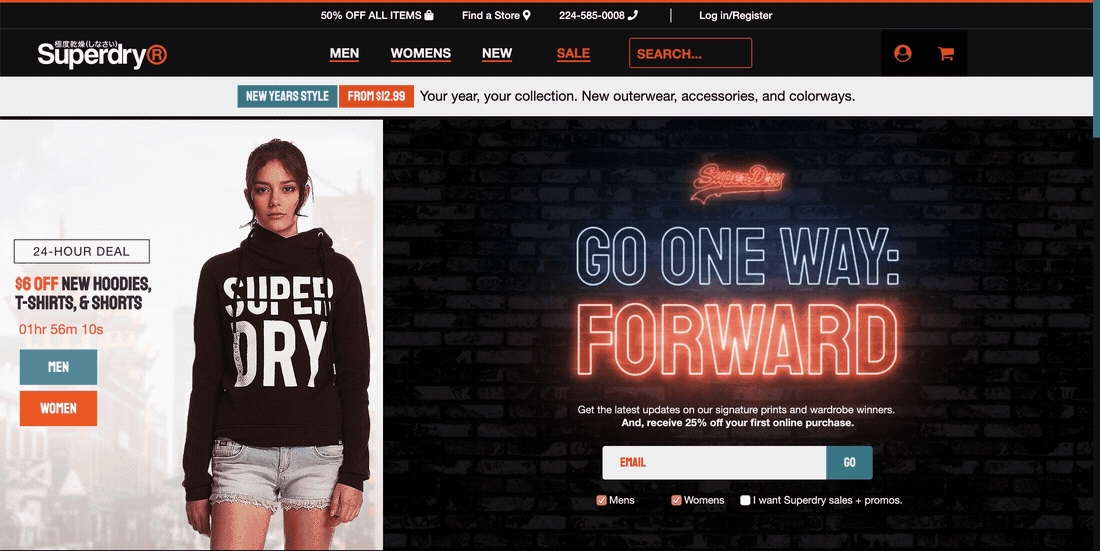 50% OFF ALL ITEMS
Find a Store
224-585-0008
Log in/Register
極度乾燥(しなさい)
Superdry®
MEN
WOMENS
NEW
SALE
SEARCH...
NEW YEARS STYLE
FROM $12.99
Your year, your collection. New outerwear, accessories, and colorways.
24-HOUR DEAL
$6 OFF NEW HOODIES,
T-SHIRTS, & SHORTS
01hr 56m 10s
MEN
WOMEN
SUPER
DRY
SuperDry
GO ONE WAY:
FORWARD
Get the latest updates on our signature prints and wardrobe winners.
And, receive 25% off your first online purchase.
EMAIL
GO
Mens
Womens
I want Superdry sales + promos.